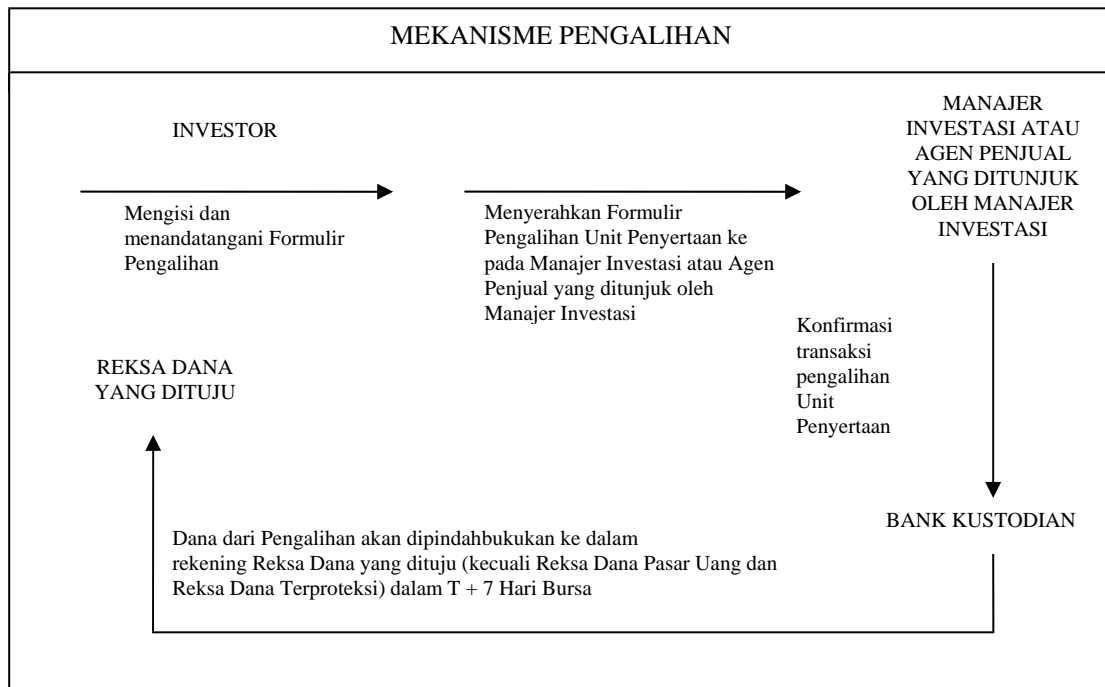 MEKANISME PENGALIHAN
INVESTOR
MANAJER
INVESTASI ATAU
AGEN PENJUAL
YANG DITUNJUK
OLEH MANAJER
INVESTASI
Mengisi dan
menandatangani Formulir
Pengalihan
Menyerahkan Formulir
Pengalihan Unit Penyertaan ke
pada Manajer Investasi atau Agen
Penjual yang ditunjuk oleh
Manajer Investasi
Konfirmasi
transaksi
pengalihan
Unit
Penyertaan
REKSA DANA
YANG DITUJU
BANK KUSTODIAN
Dana dari Pengalihan akan dipindahbukukan ke dalam
rekening Reksa Dana yang dituju (kecuali Reksa Dana Pasar Uang dan
Reksa Dana Terproteksi) dalam T + 7 Hari Bursa